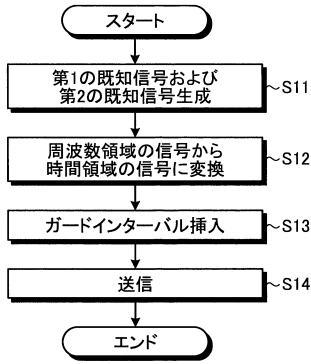 スタート
第1の既知信号および
第2の既知信号生成
~S11
周波数領域の信号から
時間領域の信号に変換
~S12
ガードインターバル挿入
~S13
送信
~S14
エンド